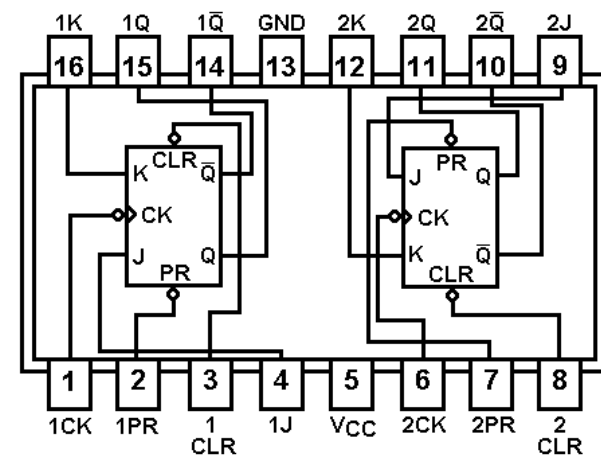 1K 1Q 1Q̅ GND 2K 2Q 2Q̅ 2J
16 15 14 13 12 11 10 9
CLR PR
K Q̅ J Q
CK CK
J Q K Q̅
PR CLR
1 2 3 4 5 6 7 8
1CK 1PR 1 1J VCC 2CK 2PR 2
CLR CLR